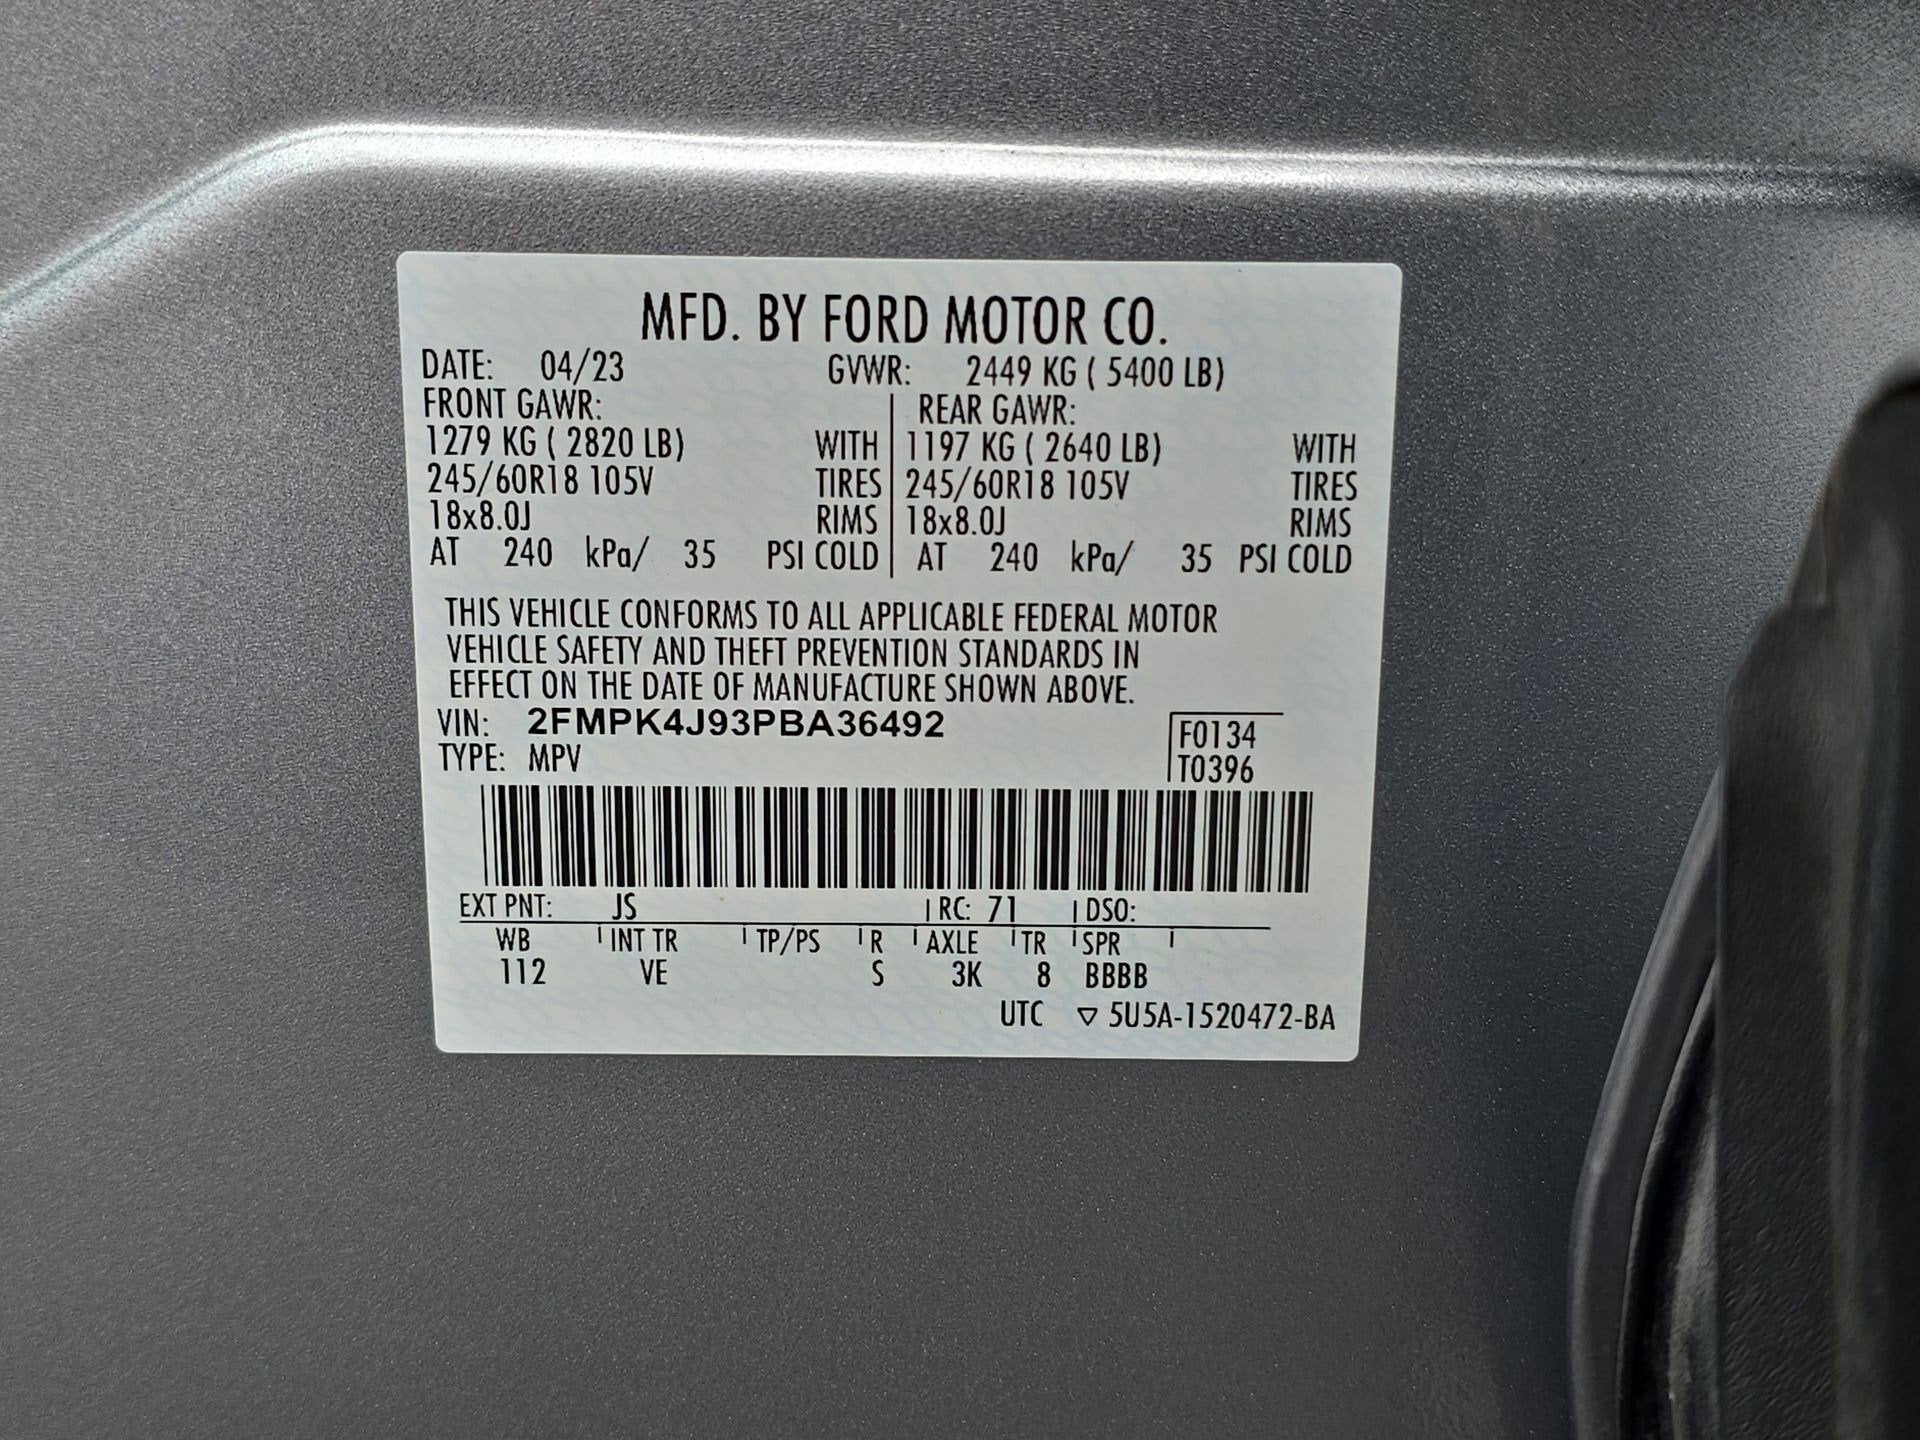 MFD. BY FORD MOTOR CO.
DATE: 04/23 GVWR: 2449 KG ( 5400 LB)
FRONT GAWR: REAR GAWR:
1279 KG ( 2820 LB) WITH 1197 KG ( 2640 LB) WITH
245/60R18 105V TIRES 245/60R18 105V TIRES
18x8.0J RIMS 18x8.0J RIMS
AT 240 kPa/ 35 PSI COLD AT 240 kPa/ 35 PSI COLD
THIS VEHICLE CONFORMS TO ALL APPLICABLE FEDERAL MOTOR
VEHICLE SAFETY AND THEFT PREVENTION STANDARDS IN
EFFECT ON THE DATE OF MANUFACTURE SHOWN ABOVE.
VIN: 2FMPK4J93PBA36492 F0134
TYPE: MPV T0396
EXT PNT: JS RC: 71 DSO:
WB INT TR TP/PS R AXLE TR SPR
112 VE S 3K 8 BBBB
UTC ▽ 5U5A-1520472-BA